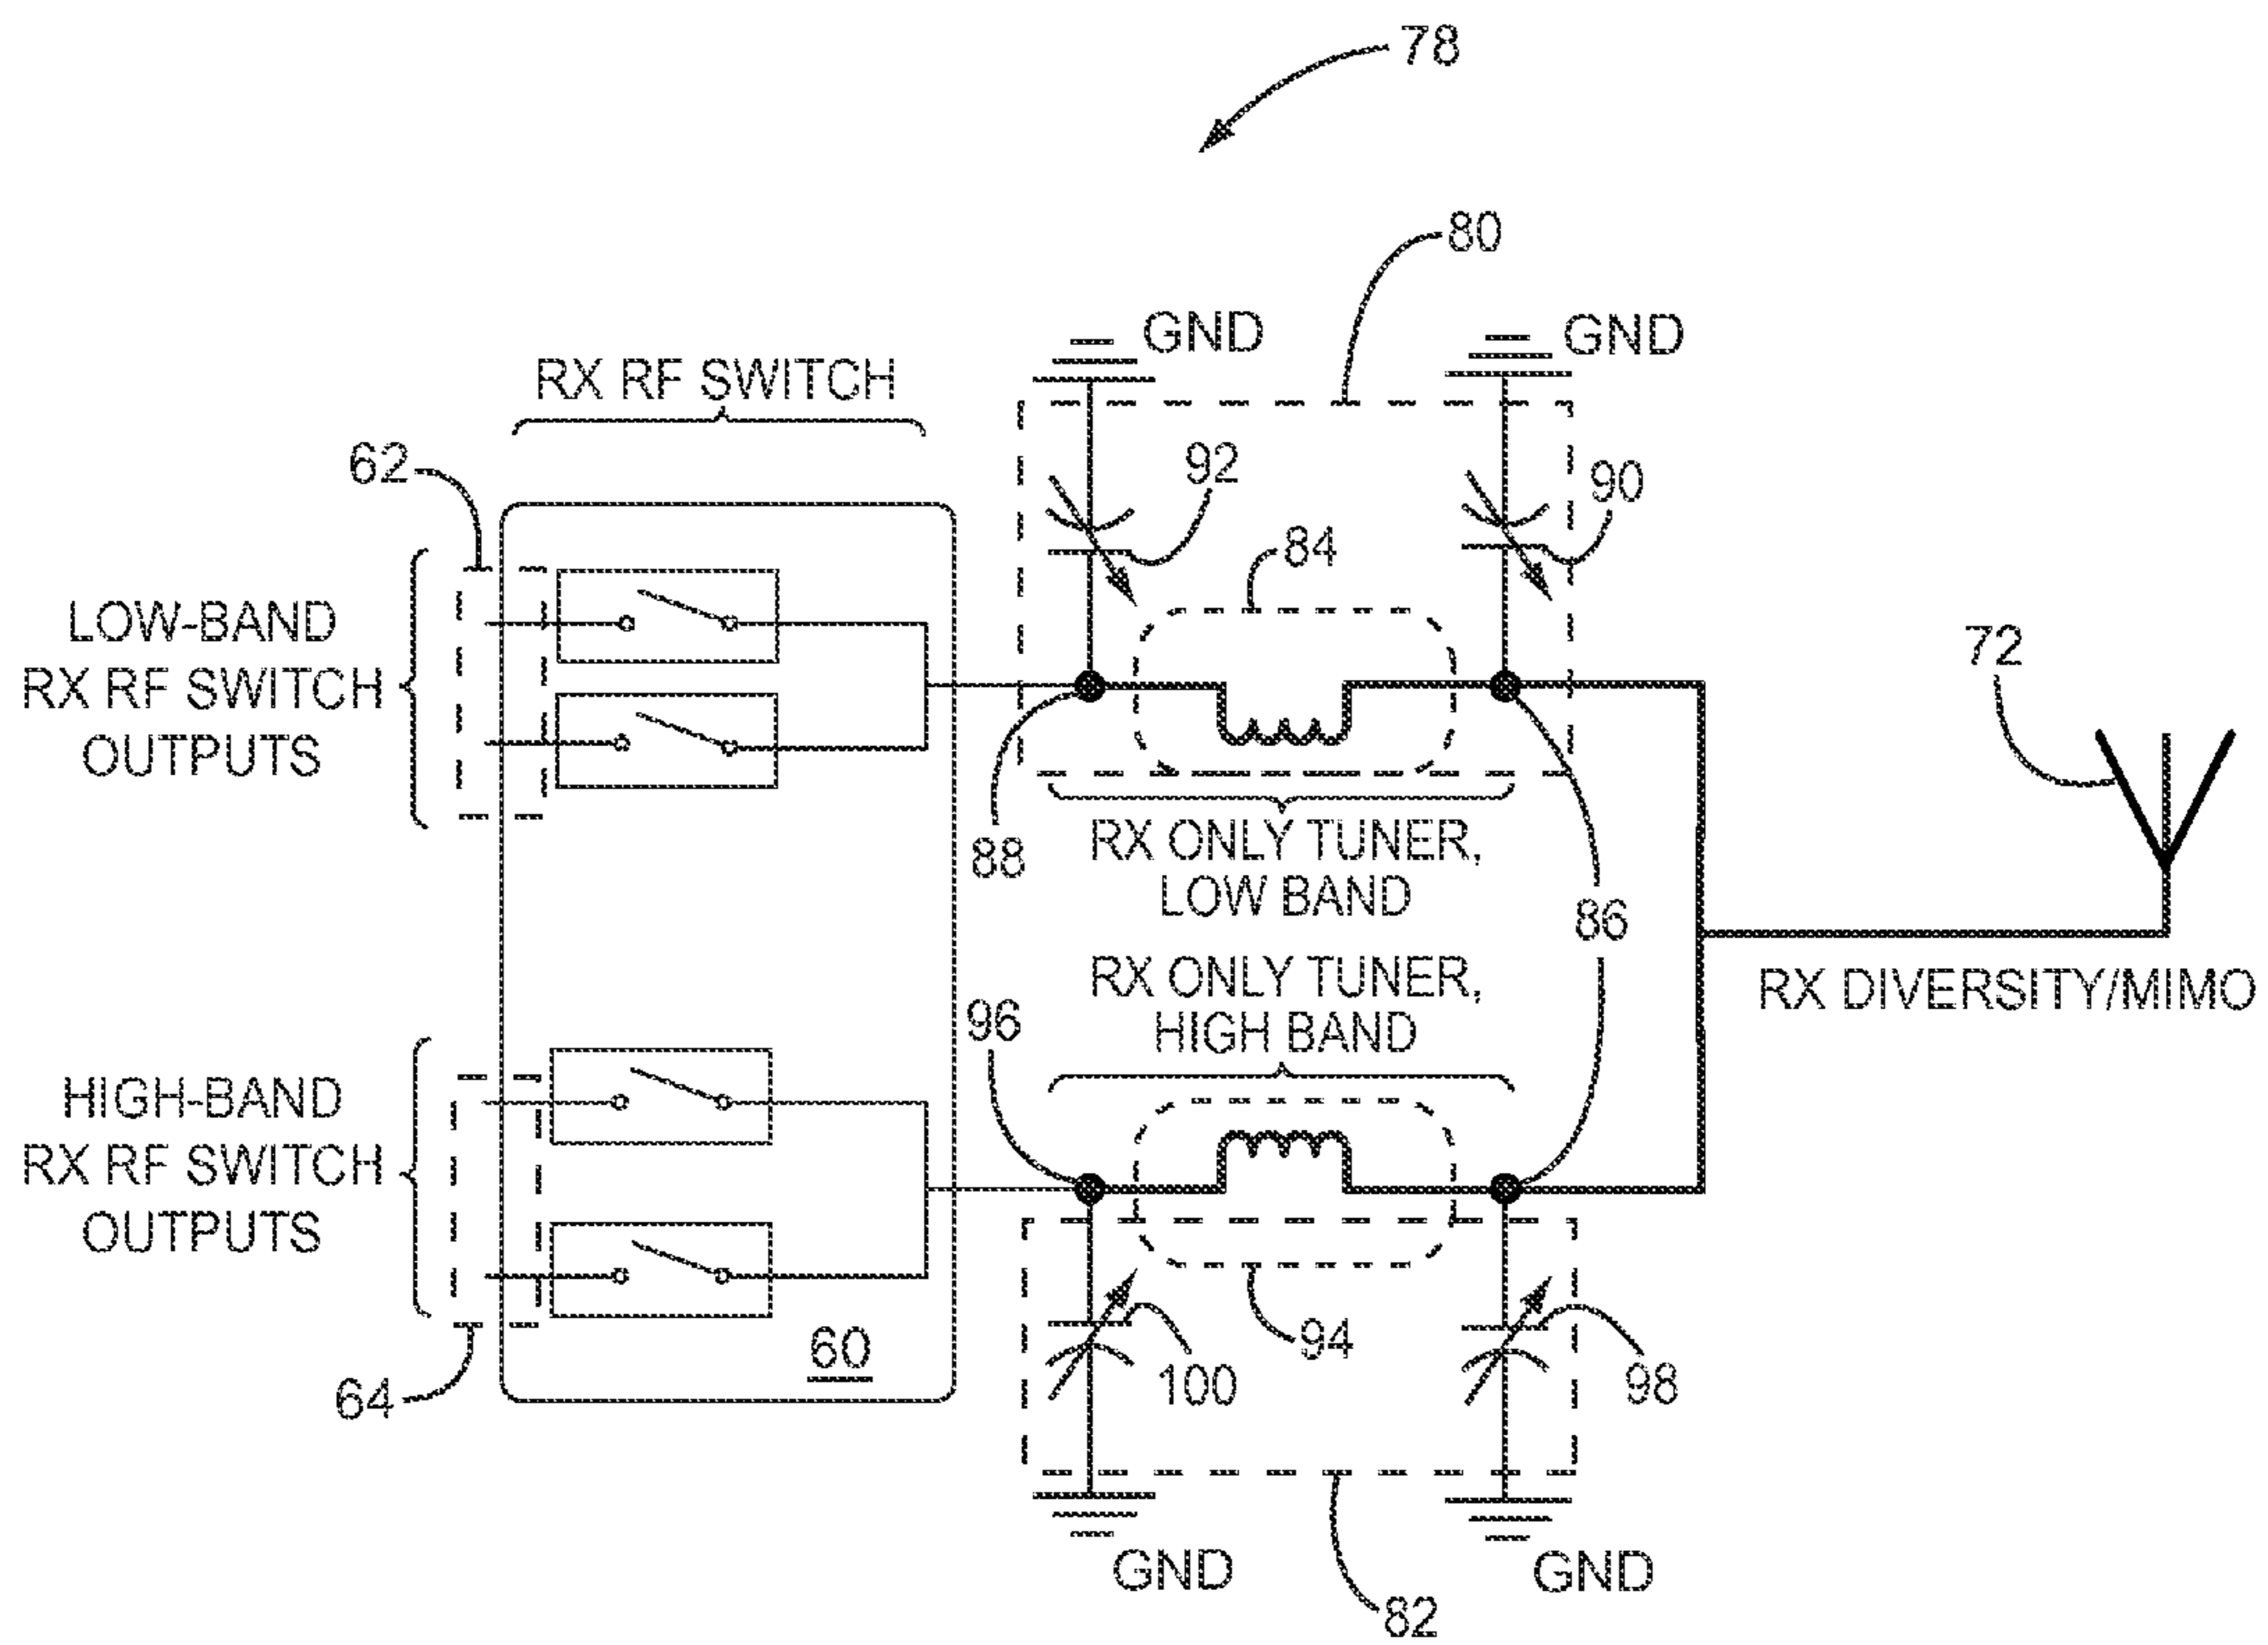 78
80
GND
GND
RX RF SWITCH
62
92
90
84
LOW-BAND
RX RF SWITCH
OUTPUTS
72
88
RX ONLY TUNER,
LOW BAND
86
RX ONLY TUNER,
HIGH BAND
RX DIVERSITY/MIMO
96
HIGH-BAND
RX RF SWITCH
OUTPUTS
60
94
100
98
64
GND
GND
82